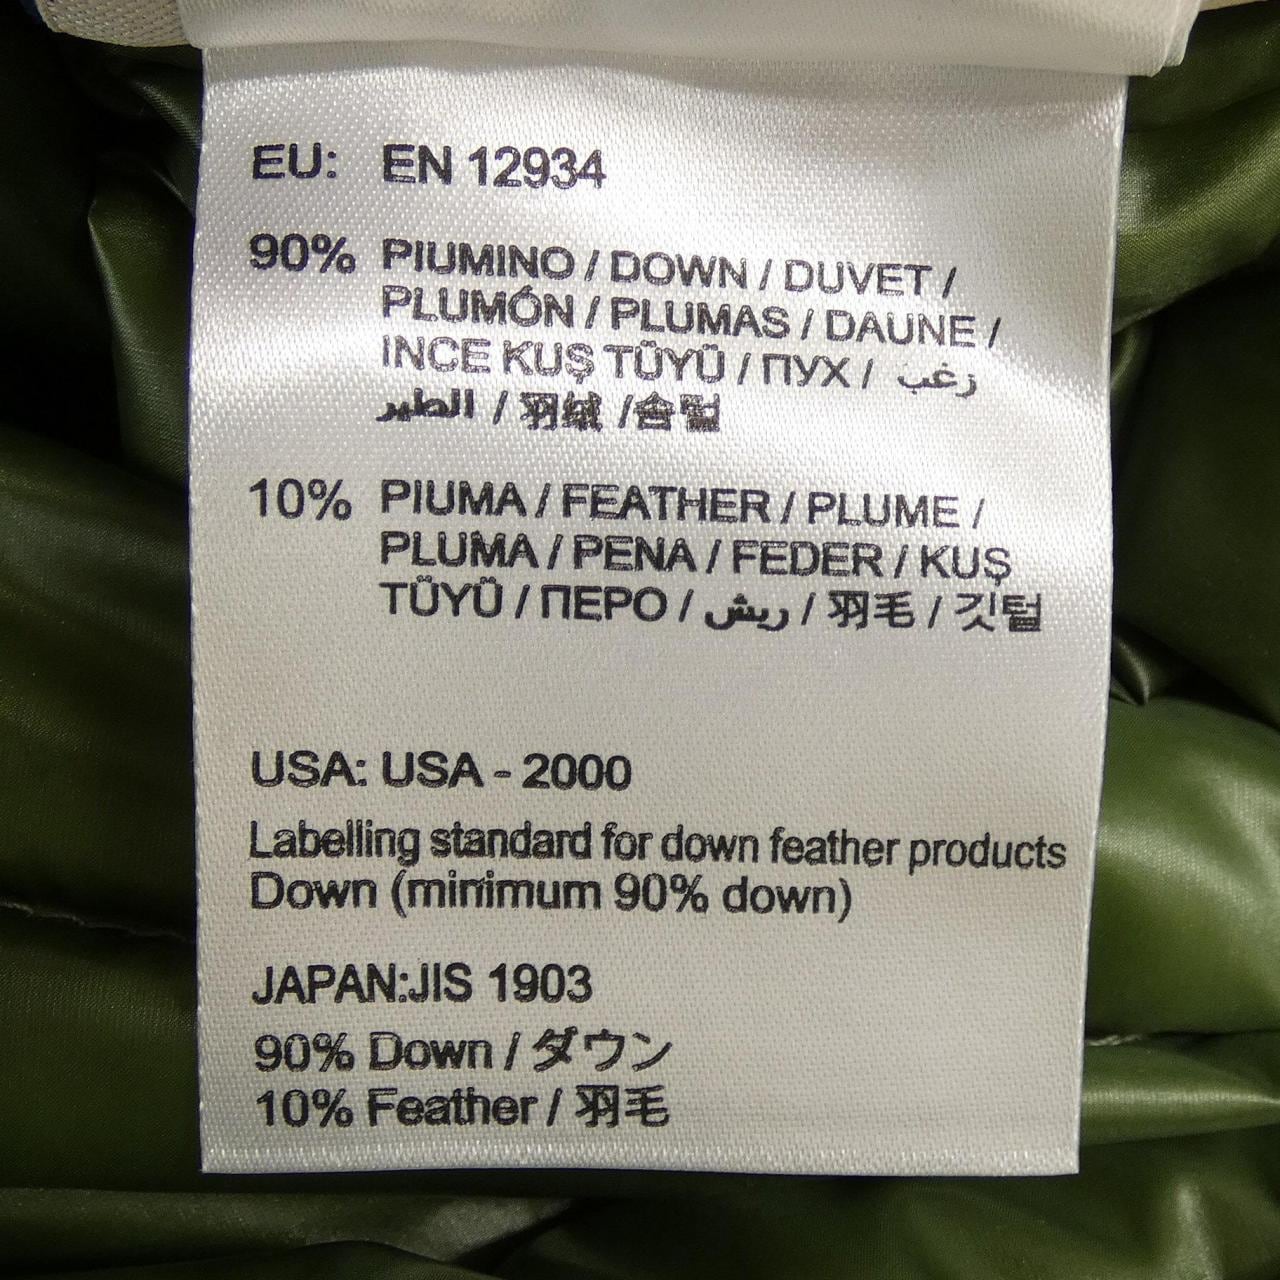 EU: EN 12934
90% PIUMINO / DOWN / DUVET /
PLUMÓN / PLUMAS / DAUNE /
INCE KUŞ TÜYÜ / ПУХ / زغب
الطير / 羽绒 /솜털
10% PIUMA / FEATHER / PLUME /
PLUMA / PENA / FEDER / KUŞ
TÜYÜ / ПЕРО / ريش / 羽毛 / 깃털
USA: USA - 2000
Labelling standard for down feather products
Down (minimum 90% down)
JAPAN:JIS 1903
90% Down / ダウン
10% Feather / 羽毛